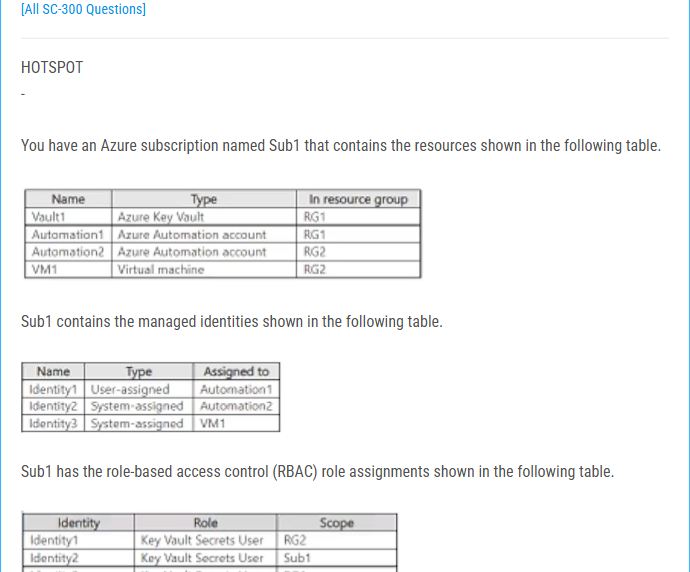 [All SC-300 Questions]
HOTSPOT
-
You have an Azure subscription named Sub1 that contains the resources shown in the following table.
Name Type In resource group
Vault1 Azure Key Vault RG1
Automation1 Azure Automation account RG1
Automation2 Azure Automation account RG2
VM1 Virtual machine RG2
Sub1 contains the managed identities shown in the following table.
Name Type Assigned to
Identity1 User-assigned Automation1
Identity2 System-assigned Automation2
Identity3 System-assigned VM1
Sub1 has the role-based access control (RBAC) role assignments shown in the following table.
Identity Role Scope
Identity1 Key Vault Secrets User RG2
Identity2 Key Vault Secrets User Sub1